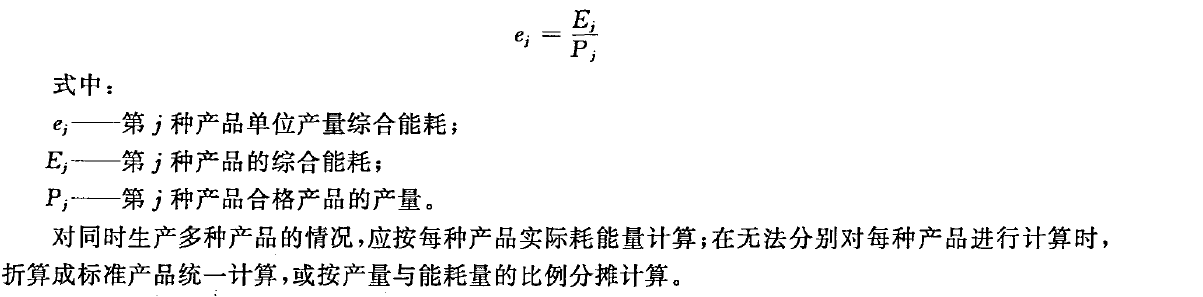 e_j = E_j / P_j
式中：
e_j——第 j 种产品单位产量综合能耗；
E_j——第 j 种产品的综合能耗；
P_j——第 j 种产品合格产品的产量。
对同时生产多种产品的情况,应按每种产品实际耗能量计算;在无法分别对每种产品进行计算时,
折算成标准产品统一计算,或按产量与能耗量的比例分摊计算。